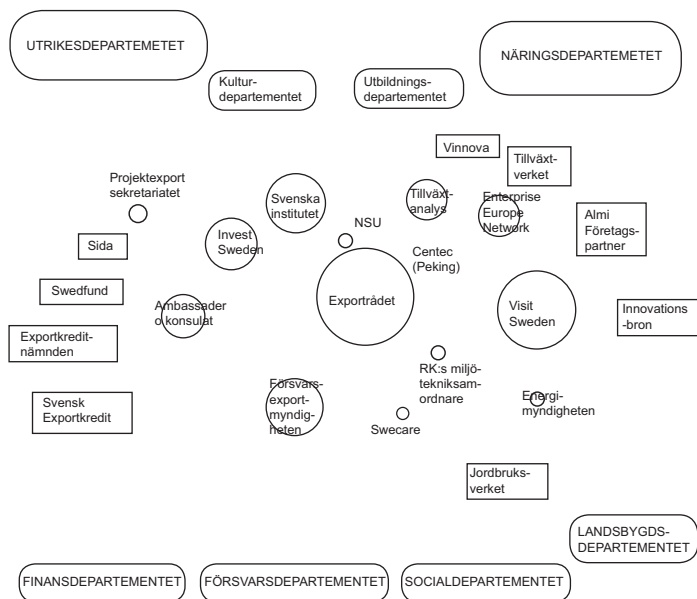 UTRIKESDEPARTEMETET
NÄRINGSDEPARTEMETET
Kultur-
departementet
Utbildnings-
departementet
Vinnova
Tillväxt-
verket
Projektexport
sekretariatet
Svenska
institutet
Tillväxt-
analys
Enterprise
Europe
Network
Almi
Företags-
partner
NSU
Invest
Sweden
Sida
Centec
(Peking)
Swedfund
Ambassader
o konsulat
Exportrådet
Visit
Sweden
Innovations
-bron
Exportkredit-
nämnden
RK:s miljö-
tekniksam-
ordnare
Svensk
Exportkredit
Försvars-
export-
myndig-
heten
Swecare
Energi-
myndigheten
Jordbruks-
verket
LANDSBYGDS-
DEPARTEMENTET
FINANSDEPARTEMENTET
FÖRSVARSDEPARTEMENTET
SOCIALDEPARTEMENTET